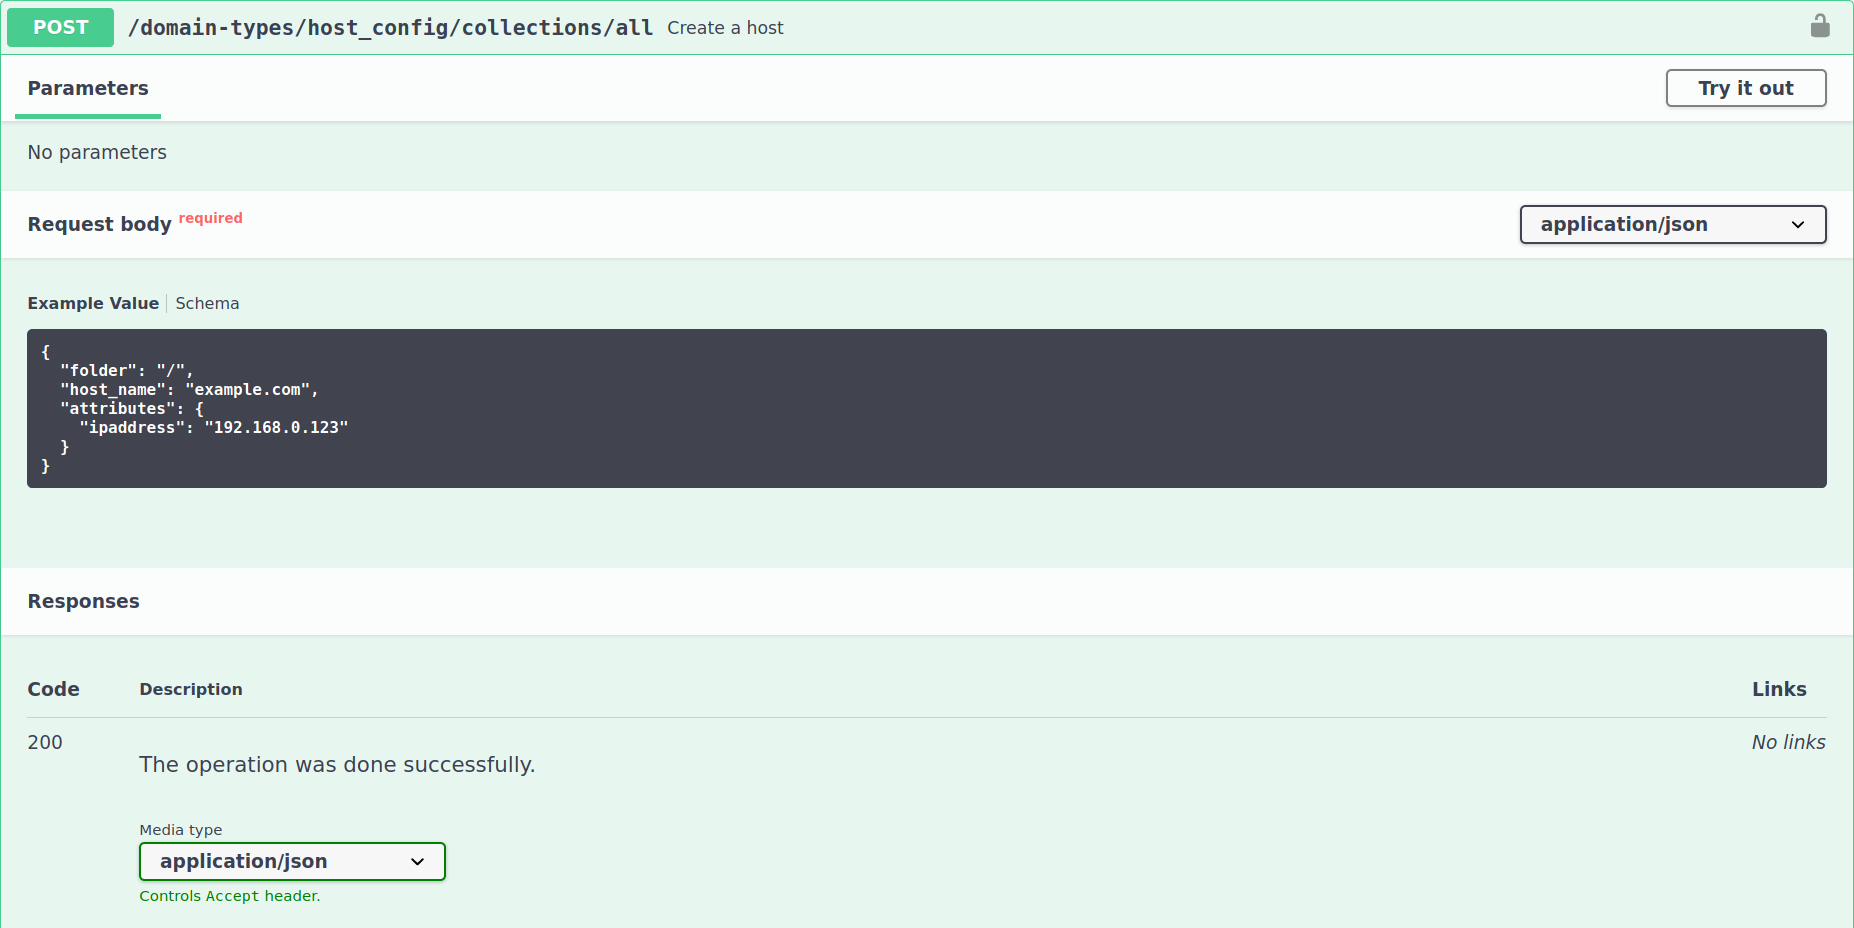 POST /domain-types/host_config/collections/all Create a host
Parameters
Try it out
No parameters
Request body required
application/json
Example Value Schema
{
  "folder": "/",
  "host_name": "example.com",
  "attributes": {
    "ipaddress": "192.168.0.123"
  }
}
Responses
Code Description Links
200 No links
The operation was done successfully.
Media type
application/json
Controls Accept header.